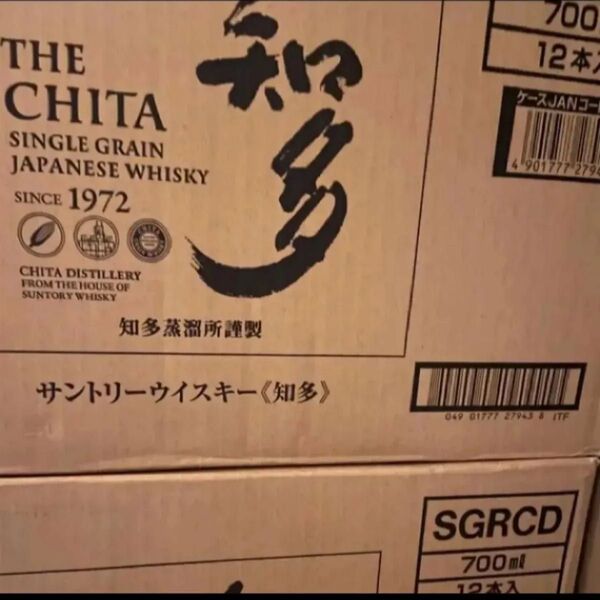 THE
CHITA
SINGLE GRAIN
JAPANESE WHISKY
SINCE 1972
CHITA DISTILLERY
FROM THE HOUSE OF
SUNTORY WHISKY
知多
知多蒸溜所謹製
サントリーウイスキー《知多》
700
12本入
ケースJANコー
4 901777 2794
049 01777 27943 8 ITF
SGRCD
700ml
12本入